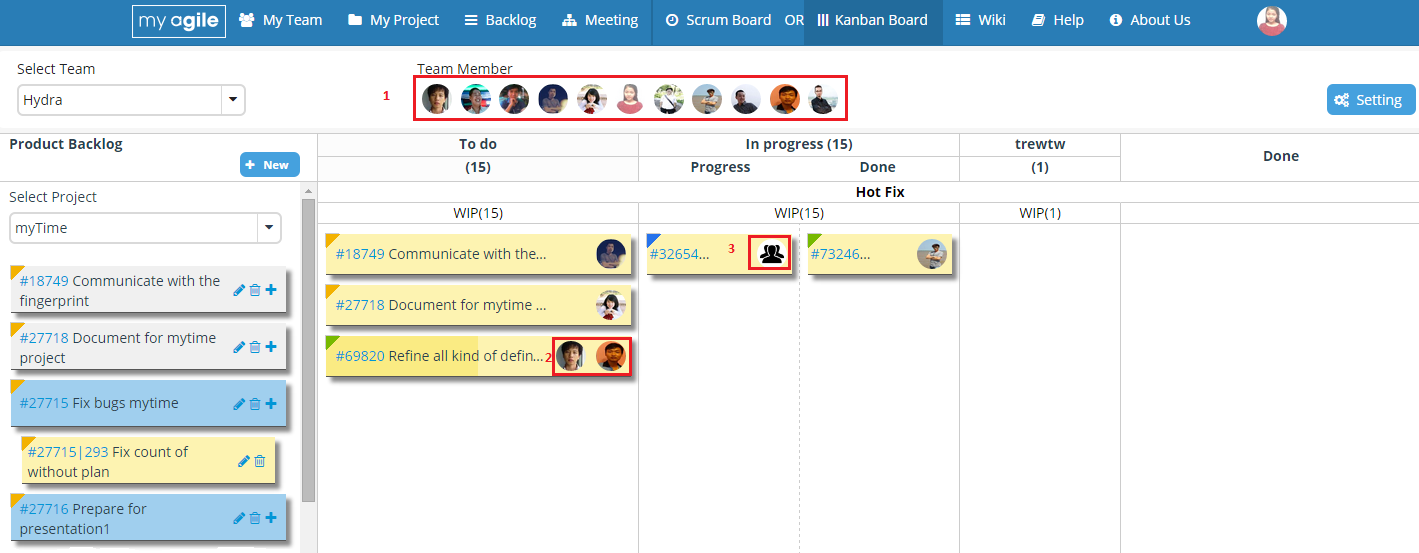 my agile My Team My Project Backlog Meeting Scrum Board OR Kanban Board Wiki Help About Us
Select Team
Team Member
Hydra
1
Setting
Product Backlog
New
To do
In progress (15)
trewtw
Done
(15)
Progress
Done
(1)
Select Project
myTime
Hot Fix
WIP(15)
WIP(15)
WIP(1)
#18749 Communicate with the
fingerprint
#27718 Document for mytime
project
#27715 Fix bugs mytime
#27715|293 Fix count of
without plan
#27716 Prepare for
presentation1
#18749 Communicate with the...
#27718 Document for mytime ...
#69820 Refine all kind of defin...
2
#32654...
3
#73246...